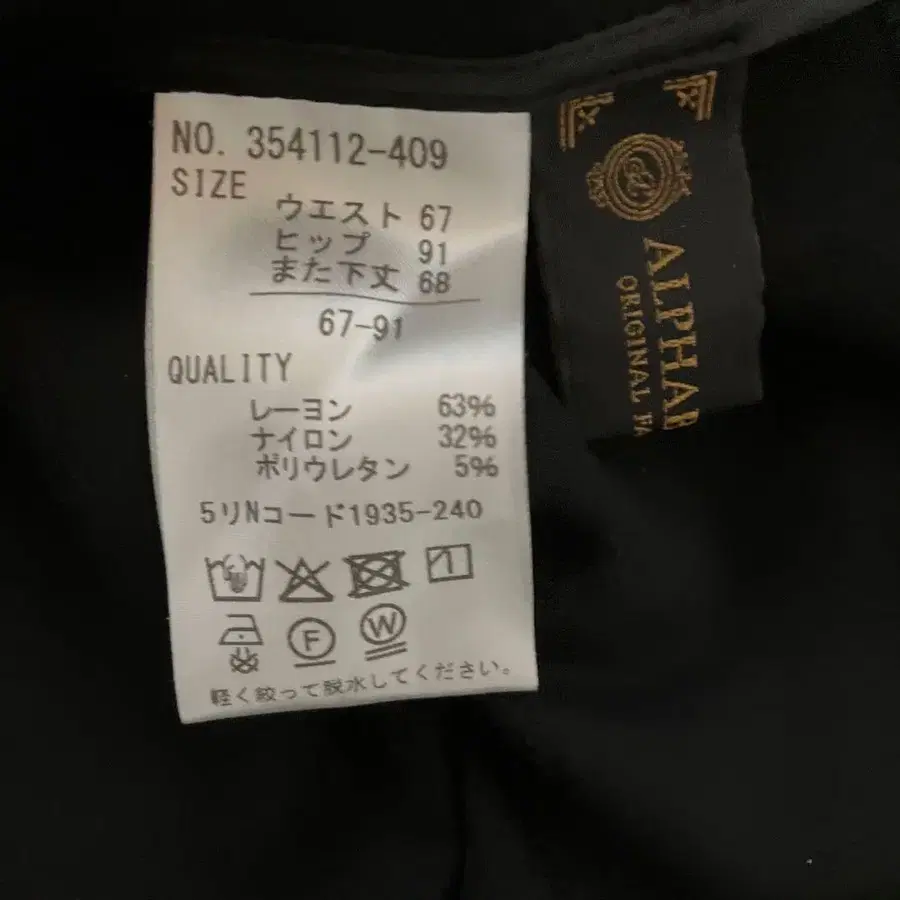 NO. 354112-409
SIZE
ウエスト 67
ヒップ 91
また下丈 68
67-91
QUALITY
レーヨン 63%
ナイロン 32%
ポリウレタン 5%
5リNコード1935-240
F
W
軽く絞って脱水してください。
ALPHA
ORIGINAL FA